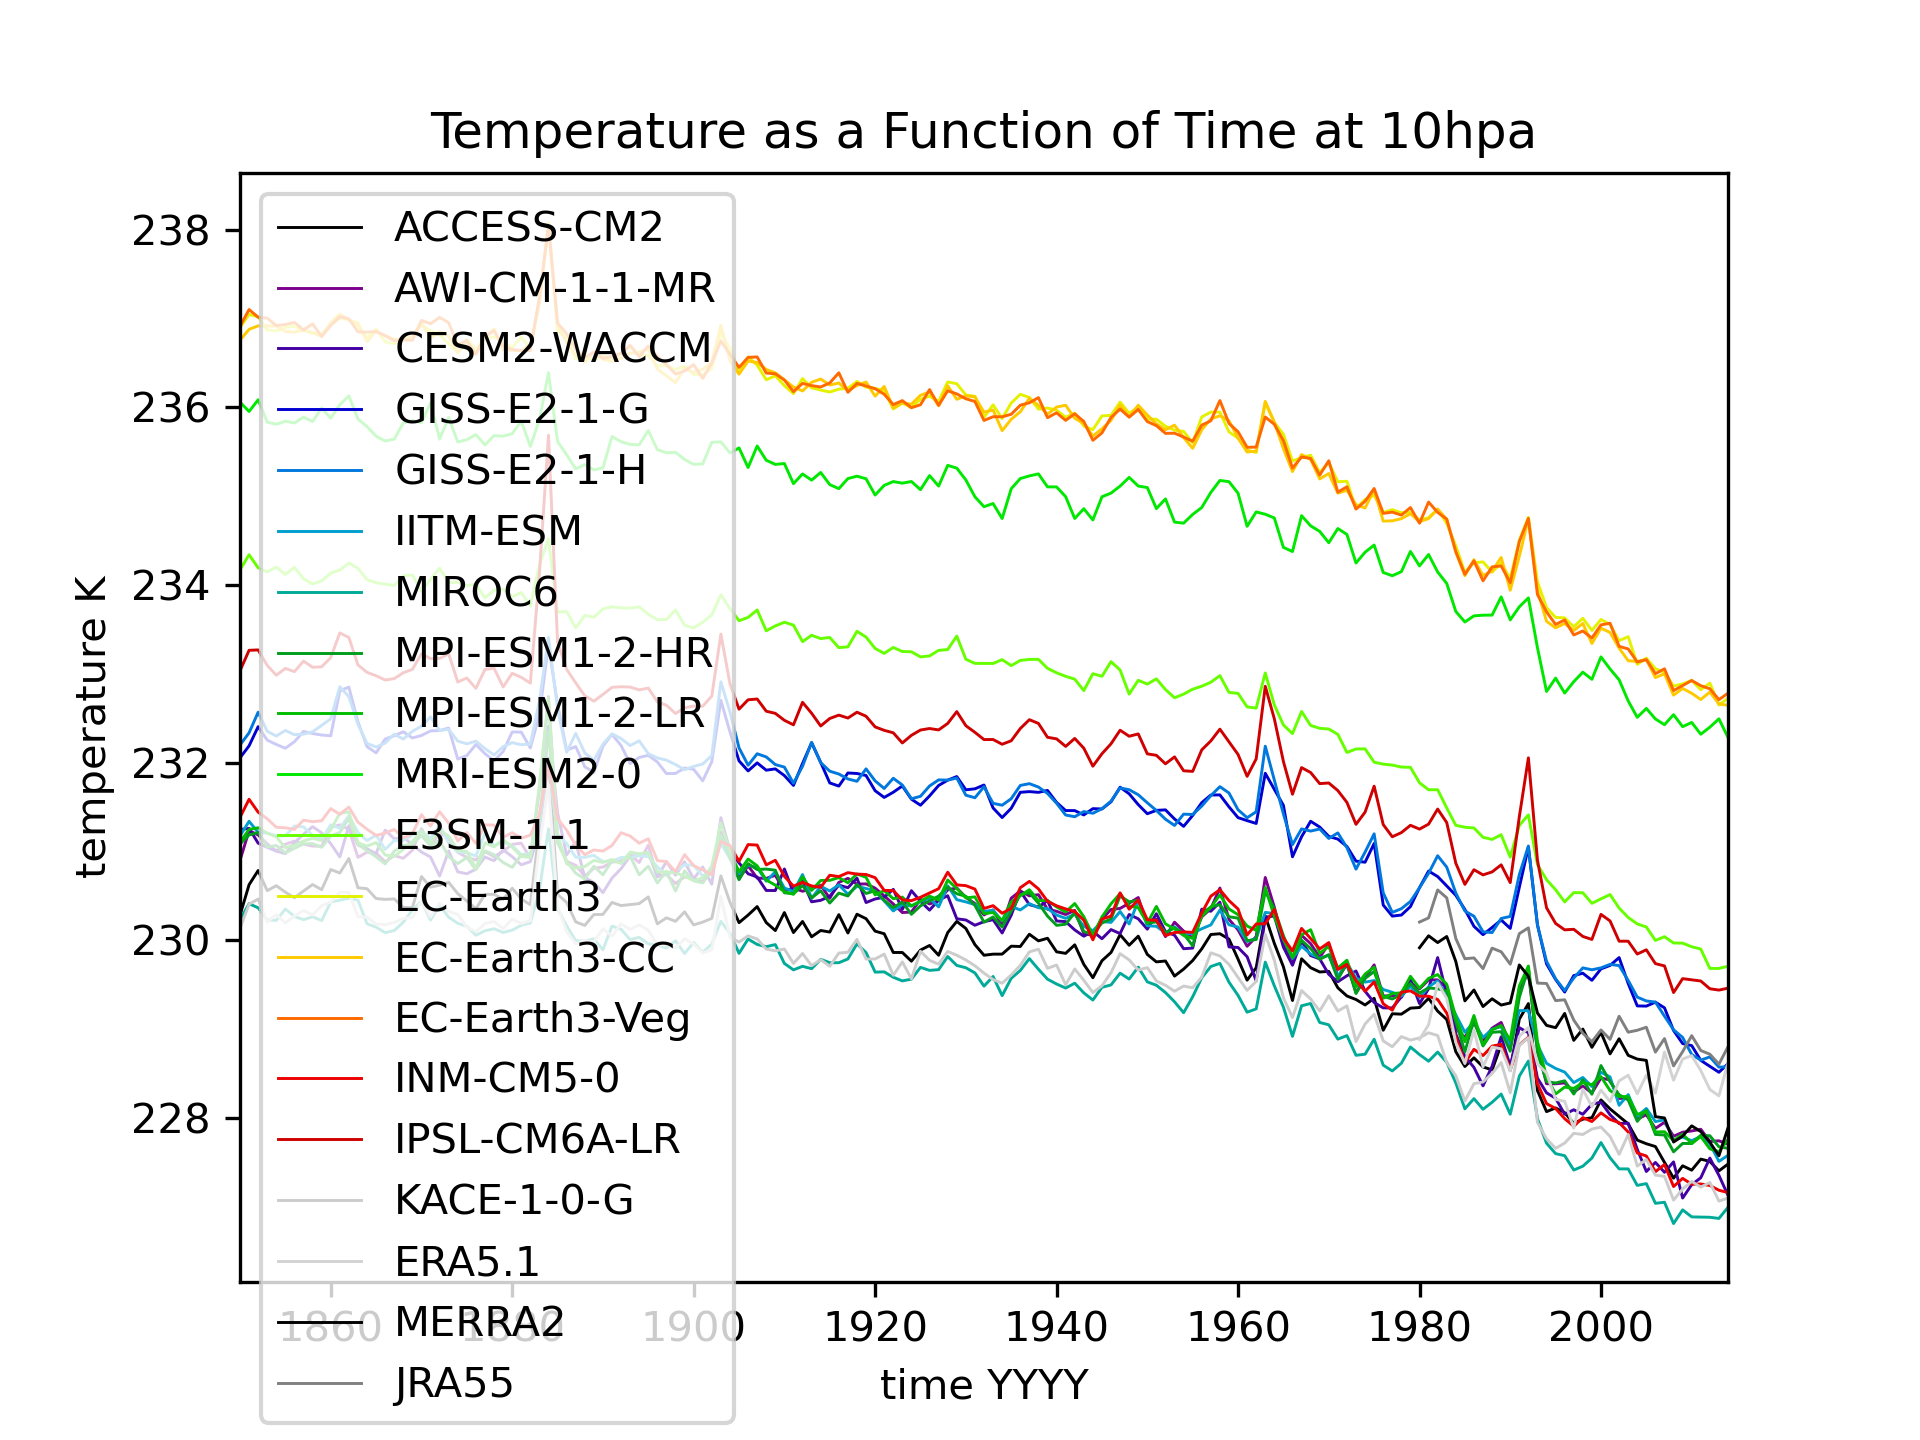 Temperature as a Function of Time at 10hpa
238
236
234
232
230
228
temperature K
ACCESS-CM2
AWI-CM-1-1-MR
CESM2-WACCM
GISS-E2-1-G
GISS-E2-1-H
IITM-ESM
MIROC6
MPI-ESM1-2-HR
MPI-ESM1-2-LR
MRI-ESM2-0
E3SM-1-1
EC-Earth3
EC-Earth3-CC
EC-Earth3-Veg
INM-CM5-0
IPSL-CM6A-LR
KACE-1-0-G
ERA5.1
MERRA2
JRA55
1860 1880 1900 1920 1940 1960 1980 2000
time YYYY